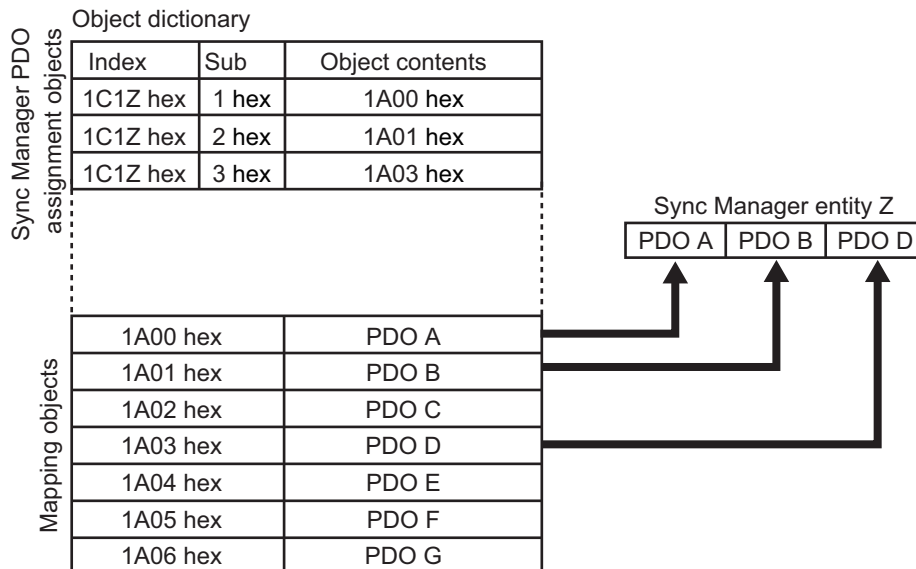 Object dictionary
Sync Manager PDO
assignment objects
Index Sub Object contents
1C1Z hex 1 hex 1A00 hex
1C1Z hex 2 hex 1A01 hex
1C1Z hex 3 hex 1A03 hex
Sync Manager entity Z
PDO A PDO B PDO D
Mapping objects
1A00 hex PDO A
1A01 hex PDO B
1A02 hex PDO C
1A03 hex PDO D
1A04 hex PDO E
1A05 hex PDO F
1A06 hex PDO G